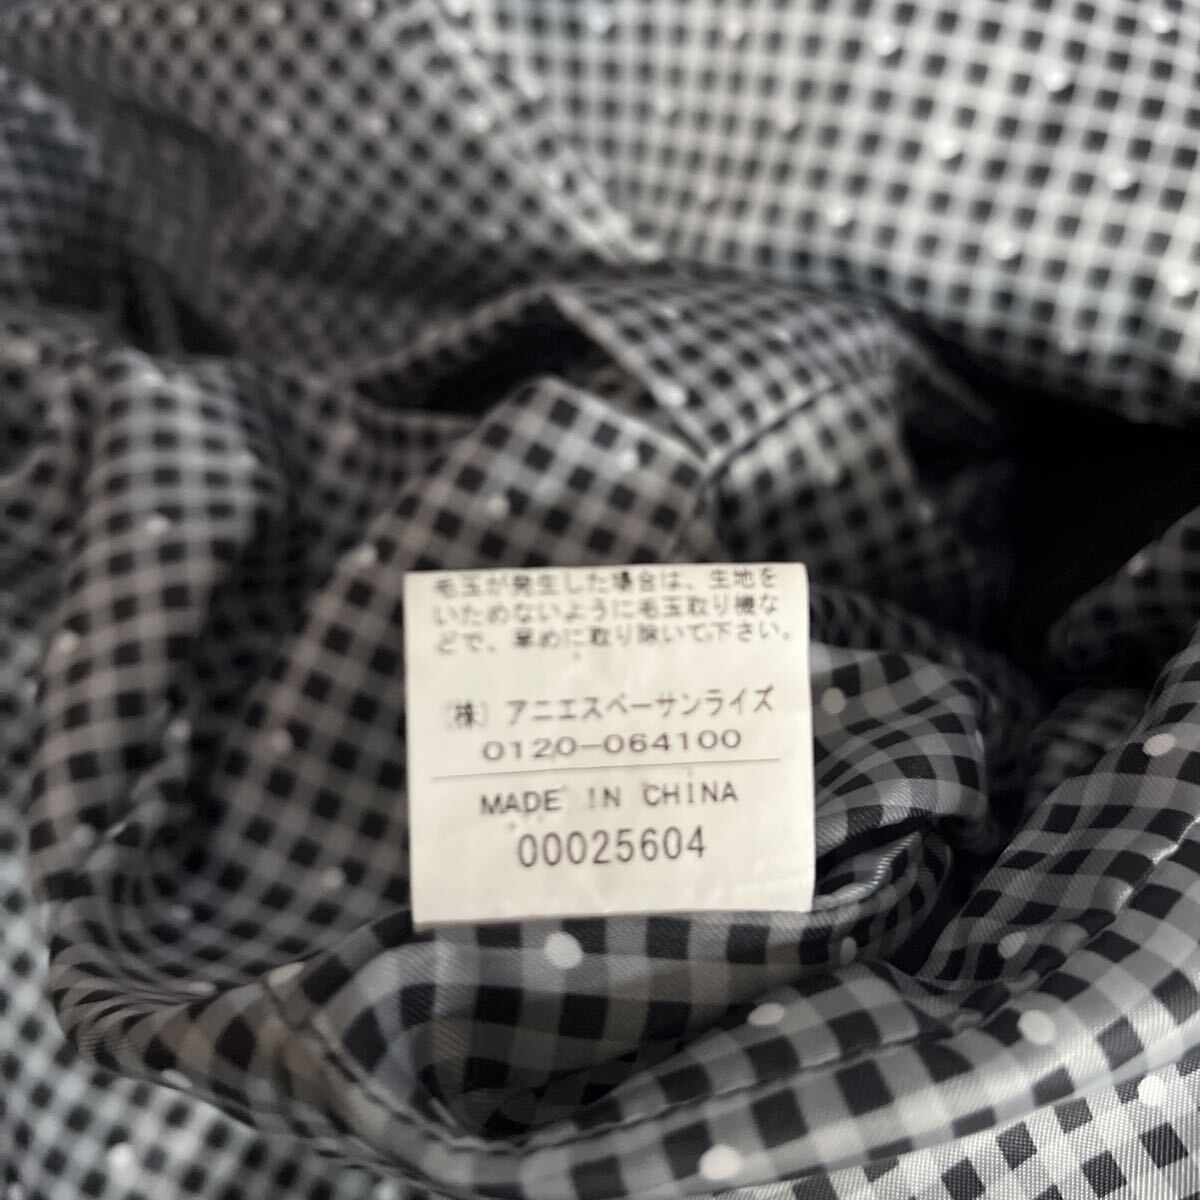 毛玉が発生した場合は、生地を
いためないように毛玉取り機な
どで、早めに取り除いて下さい。
(株) アニエスベーサンライズ
0120-064100
MADE IN CHINA
00025604